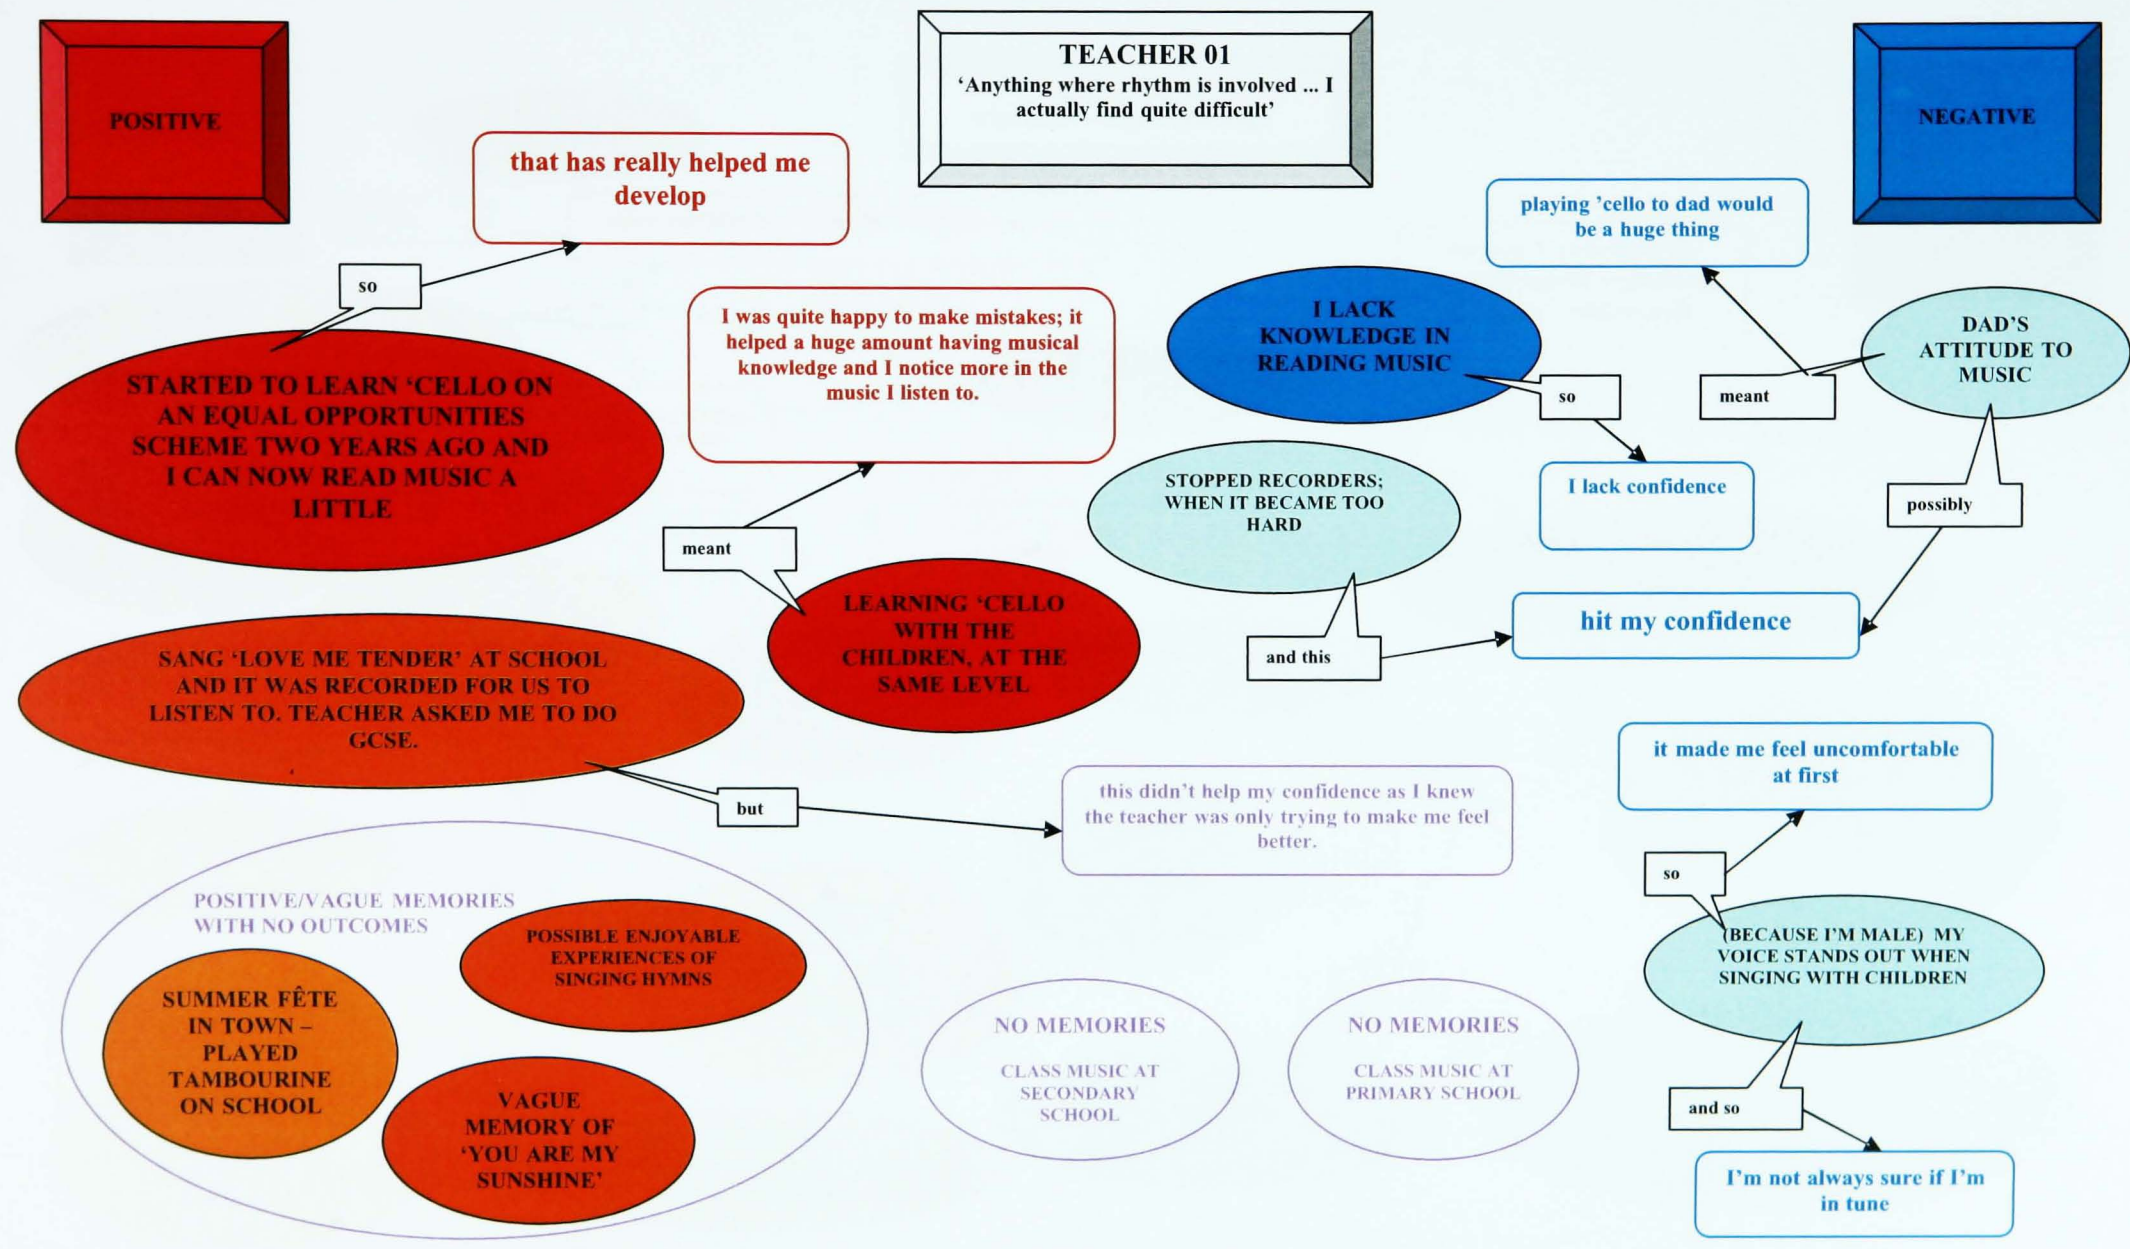 POSITIVE
TEACHER 01
‘Anything where rhythm is involved ... I
actually find quite difficult’
NEGATIVE
that has really helped me
develop
so
STARTED TO LEARN ‘CELLO ON
AN EQUAL OPPORTUNITIES
SCHEME TWO YEARS AGO AND
I CAN NOW READ MUSIC A
LITTLE
I was quite happy to make mistakes; it
helped a huge amount having musical
knowledge and I notice more in the
music I listen to.
meant
LEARNING ‘CELLO
WITH THE
CHILDREN, AT THE
SAME LEVEL
playing ’cello to dad would
be a huge thing
I LACK
KNOWLEDGE IN
READING MUSIC
so
I lack confidence
meant
DAD’S
ATTITUDE TO
MUSIC
possibly
STOPPED RECORDERS;
WHEN IT BECAME TOO
HARD
and this
hit my confidence
SANG ‘LOVE ME TENDER’ AT SCHOOL
AND IT WAS RECORDED FOR US TO
LISTEN TO. TEACHER ASKED ME TO DO
GCSE.
but
this didn’t help my confidence as I knew
the teacher was only trying to make me feel
better.
it made me feel uncomfortable
at first
so
(BECAUSE I’M MALE) MY
VOICE STANDS OUT WHEN
SINGING WITH CHILDREN
and so
I’m not always sure if I’m
in tune
POSITIVE/VAGUE MEMORIES
WITH NO OUTCOMES
POSSIBLE ENJOYABLE
EXPERIENCES OF
SINGING HYMNS
SUMMER FÊTE
IN TOWN –
PLAYED
TAMBOURINE
ON SCHOOL
VAGUE
MEMORY OF
‘YOU ARE MY
SUNSHINE’
NO MEMORIES
CLASS MUSIC AT
SECONDARY
SCHOOL
NO MEMORIES
CLASS MUSIC AT
PRIMARY SCHOOL